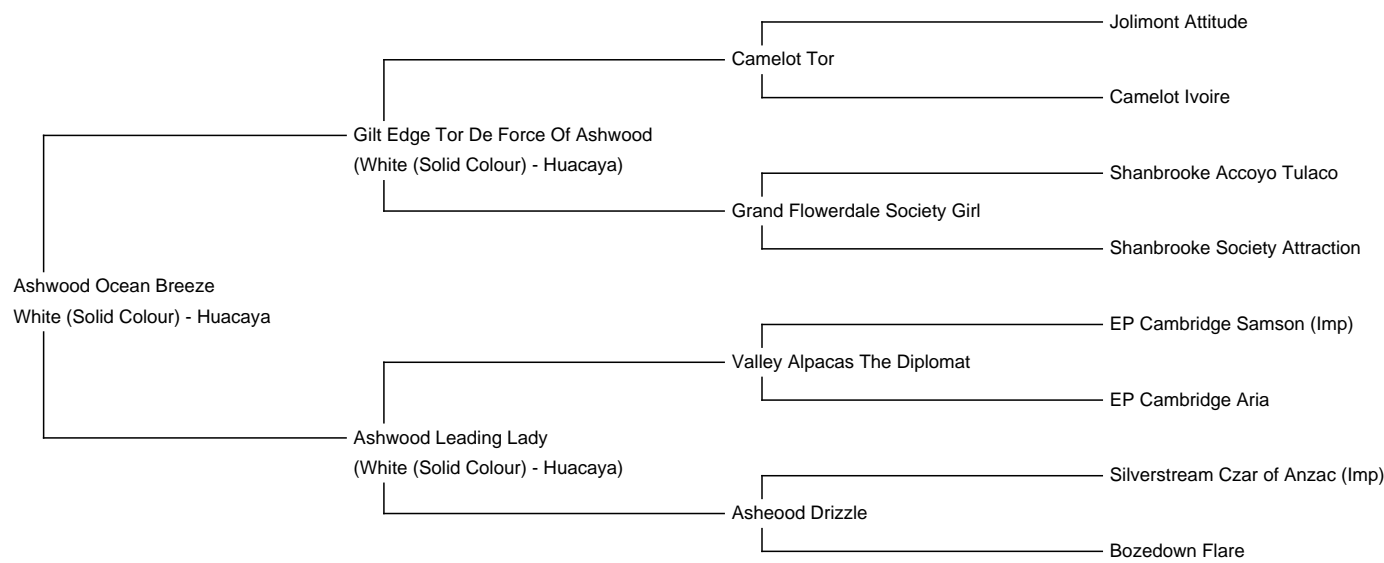 Jolimont Attitude
Camelot Tor
Camelot Ivoire
Gilt Edge Tor De Force Of Ashwood
(White (Solid Colour) - Huacaya)
Shanbrooke Accoyo Tulaco
Grand Flowerdale Society Girl
Shanbrooke Society Attraction
Ashwood Ocean Breeze
White (Solid Colour) - Huacaya
EP Cambridge Samson (Imp)
Valley Alpacas The Diplomat
EP Cambridge Aria
Ashwood Leading Lady
(White (Solid Colour) - Huacaya)
Silverstream Czar of Anzac (Imp)
Asheood Drizzle
Bozedown Flare